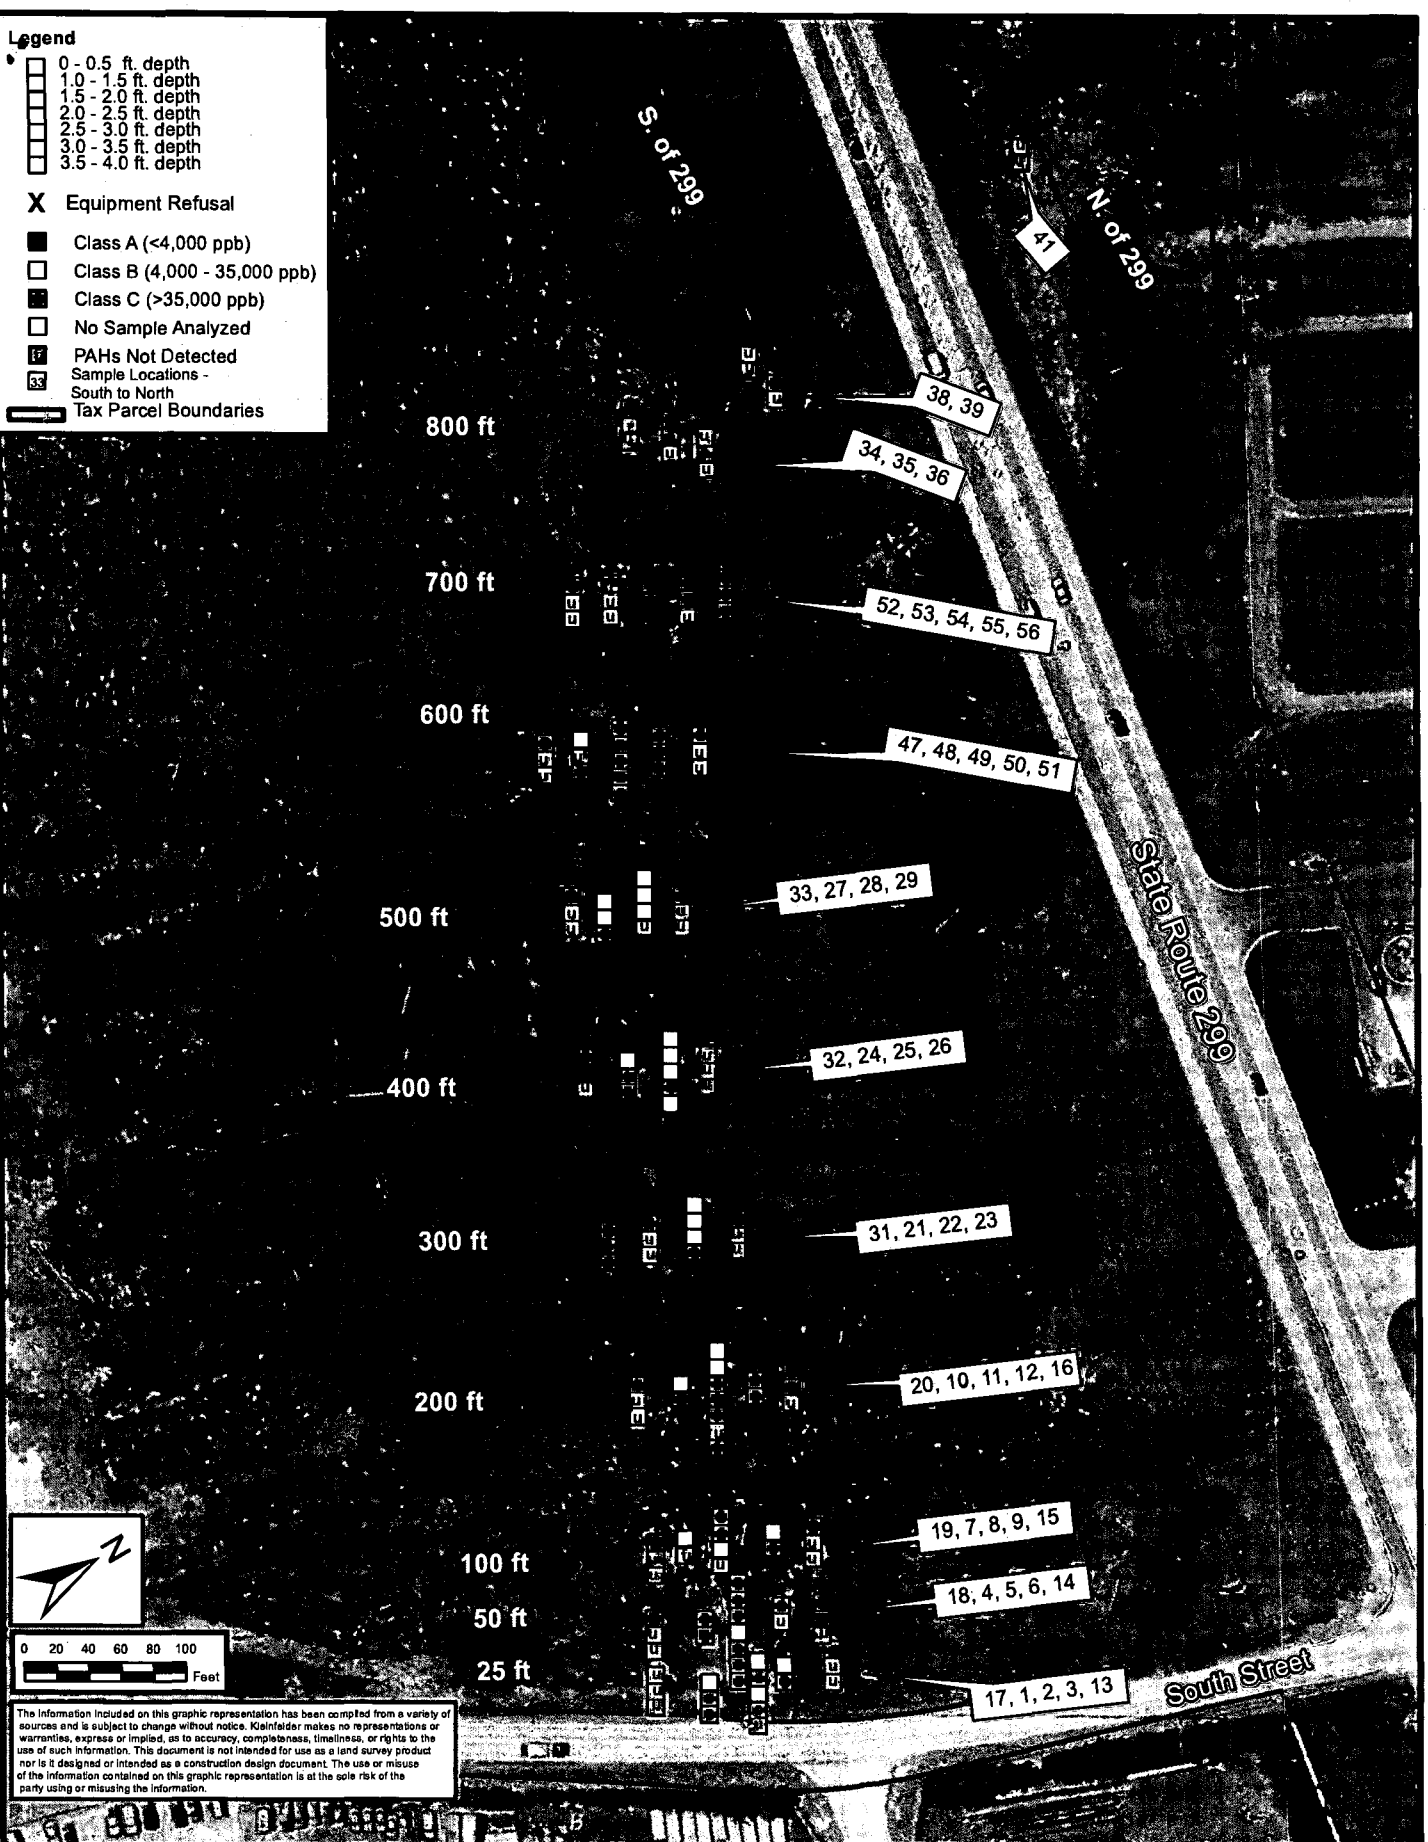 Legend
0 - 0.5 ft. depth
1.0 - 1.5 ft. depth
1.5 - 2.0 ft. depth
2.0 - 2.5 ft. depth
2.5 - 3.0 ft. depth
3.0 - 3.5 ft. depth
3.5 - 4.0 ft. depth
X Equipment Refusal
Class A (<4,000 ppb)
Class B (4,000 - 35,000 ppb)
Class C (>35,000 ppb)
No Sample Analyzed
PAHs Not Detected
33 Sample Locations -
South to North
Tax Parcel Boundaries
S. of 299
N. of 299
41
38, 39
800 ft
34, 35, 36
700 ft
52, 53, 54, 55, 56
600 ft
47, 48, 49, 50, 51
State Route 299
500 ft
33, 27, 28, 29
400 ft
32, 24, 25, 26
300 ft
31, 21, 22, 23
200 ft
20, 10, 11, 12, 16
100 ft
19, 7, 8, 9, 15
50 ft
18, 4, 5, 6, 14
25 ft
17, 1, 2, 3, 13
South Street
N
0 20 40 60 80 100
Feet
The information included on this graphic representation has been compiled from a variety of
sources and is subject to change without notice. Kleinfelder makes no representations or
warranties, express or implied, as to accuracy, completeness, timeliness, or rights to the
use of such information. This document is not intended for use as a land survey product
nor is it designed or intended as a construction design document. The use or misuse
of the information contained on this graphic representation is at the sole risk of the
party using or misusing the information.